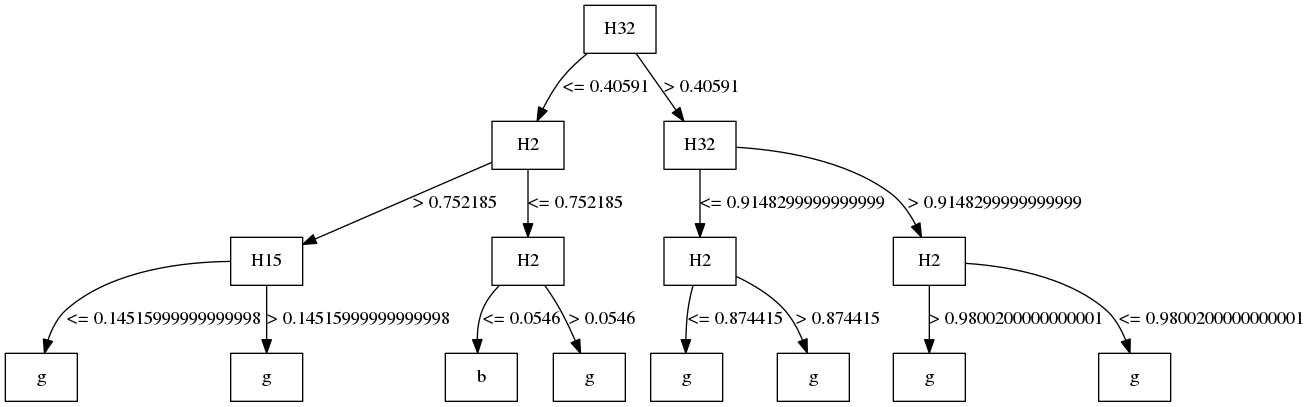 H32
<= 0.40591
> 0.40591
H2
H32
> 0.752185
<= 0.752185
<= 0.9148299999999999
> 0.9148299999999999
H15
H2
H2
H2
<= 0.14515999999999998
> 0.14515999999999998
<= 0.0546
> 0.0546
<= 0.874415
> 0.874415
> 0.9800200000000001
<= 0.9800200000000001
g
g
b
g
g
g
g
g